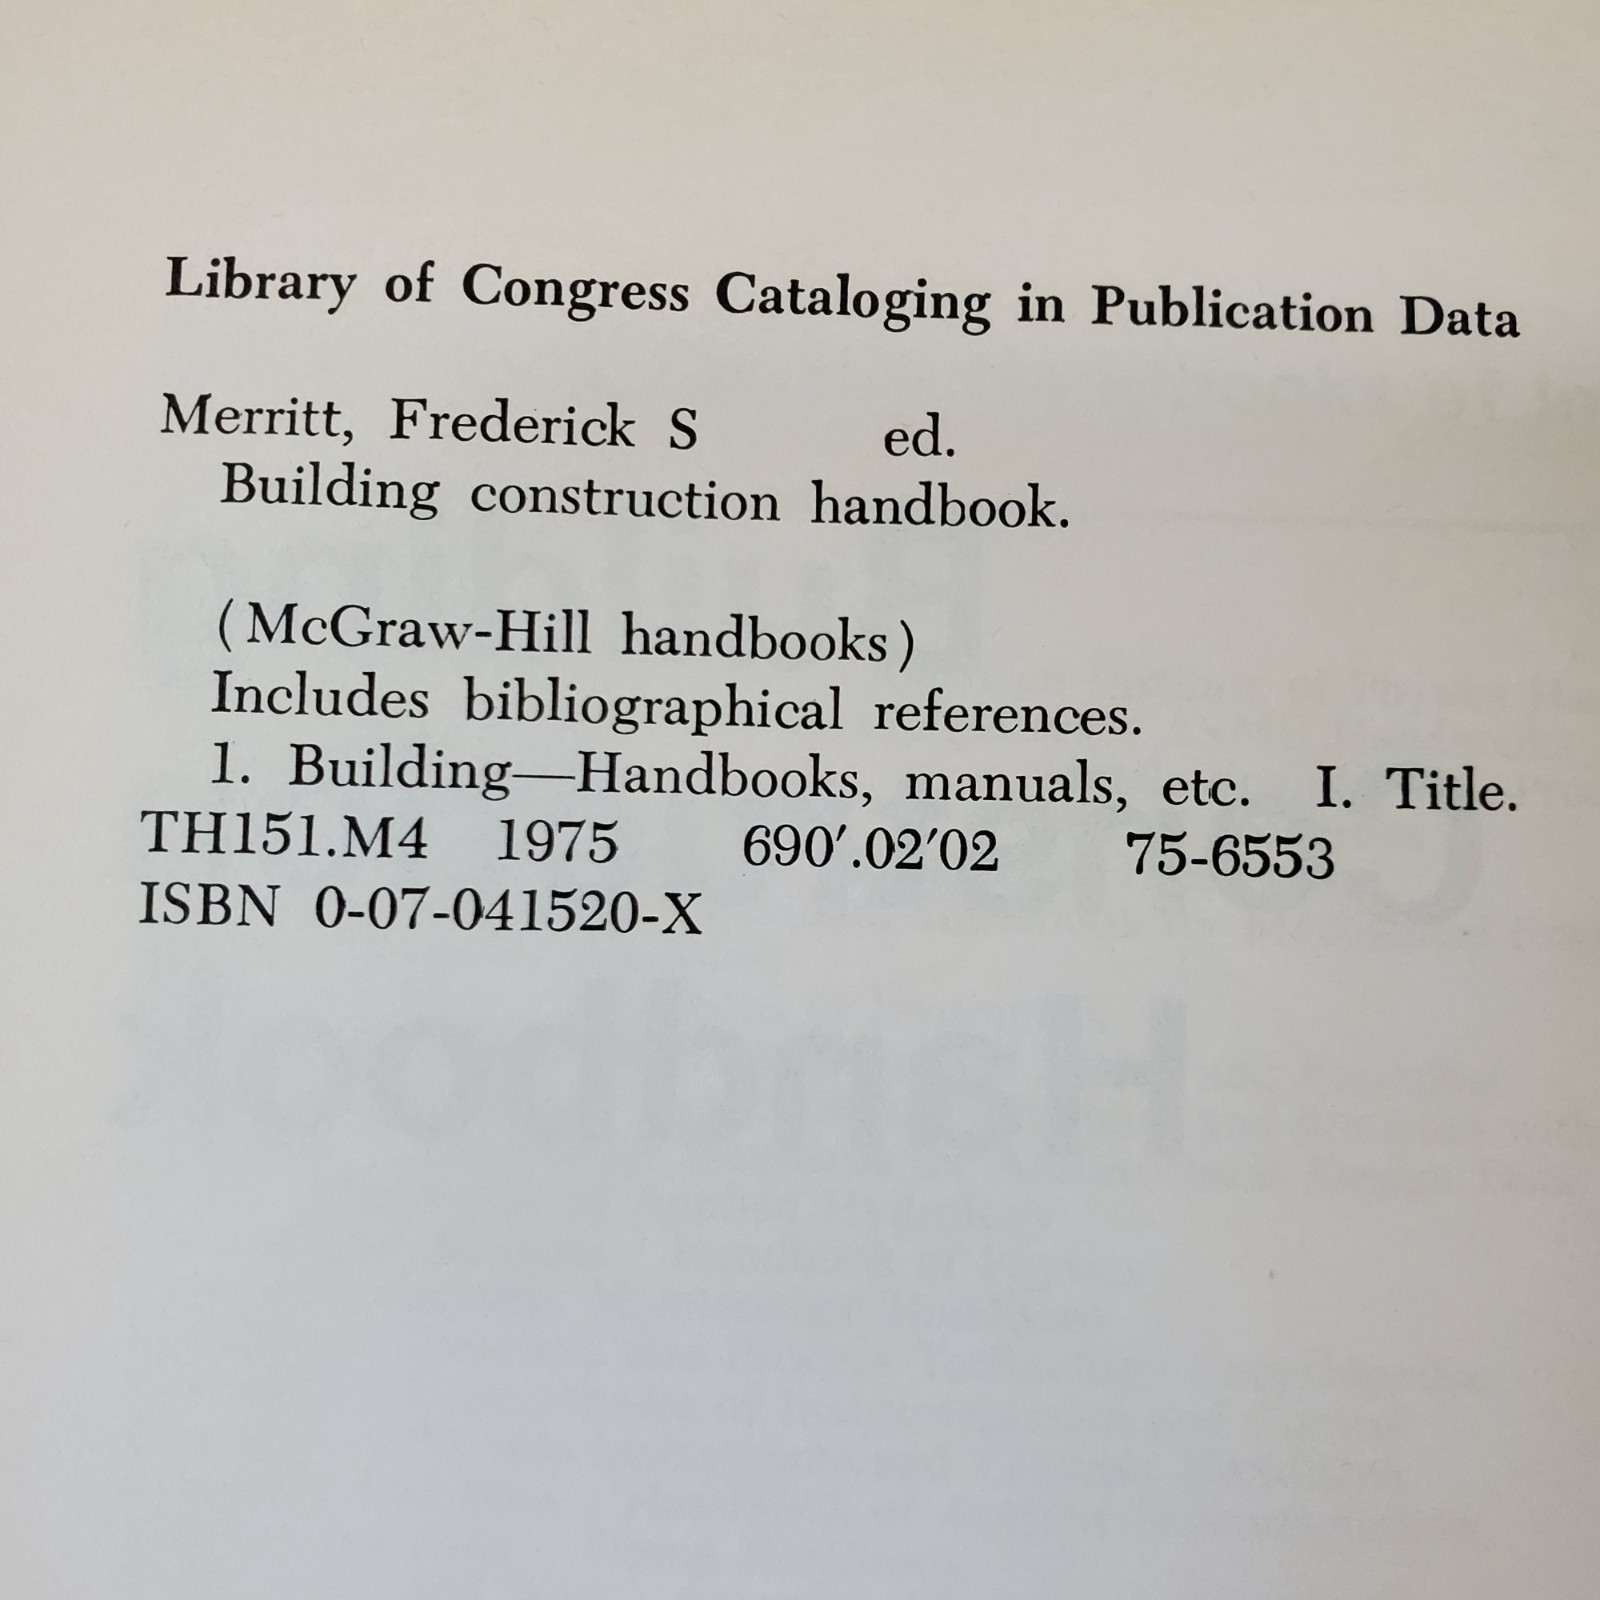 Library of Congress Cataloging in Publication Data
Merritt, Frederick S ed.
Building construction handbook.
(McGraw-Hill handbooks)
Includes bibliographical references.
1. Building—Handbooks, manuals, etc. I. Title.
TH151.M4 1975 690′.02′02 75-6553
ISBN 0-07-041520-X